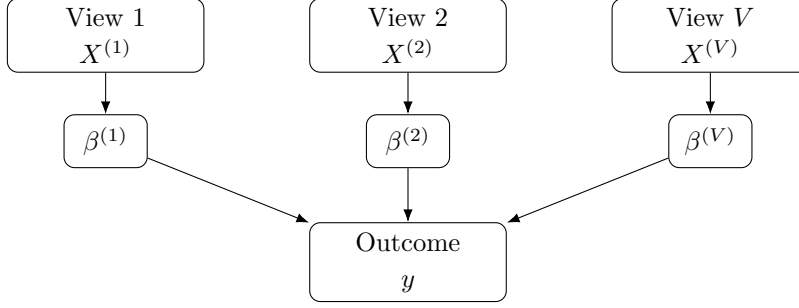 View 1
X^{(1)}
View 2
X^{(2)}
View V
X^{(V)}
β^{(1)}
β^{(2)}
β^{(V)}
Outcome
y